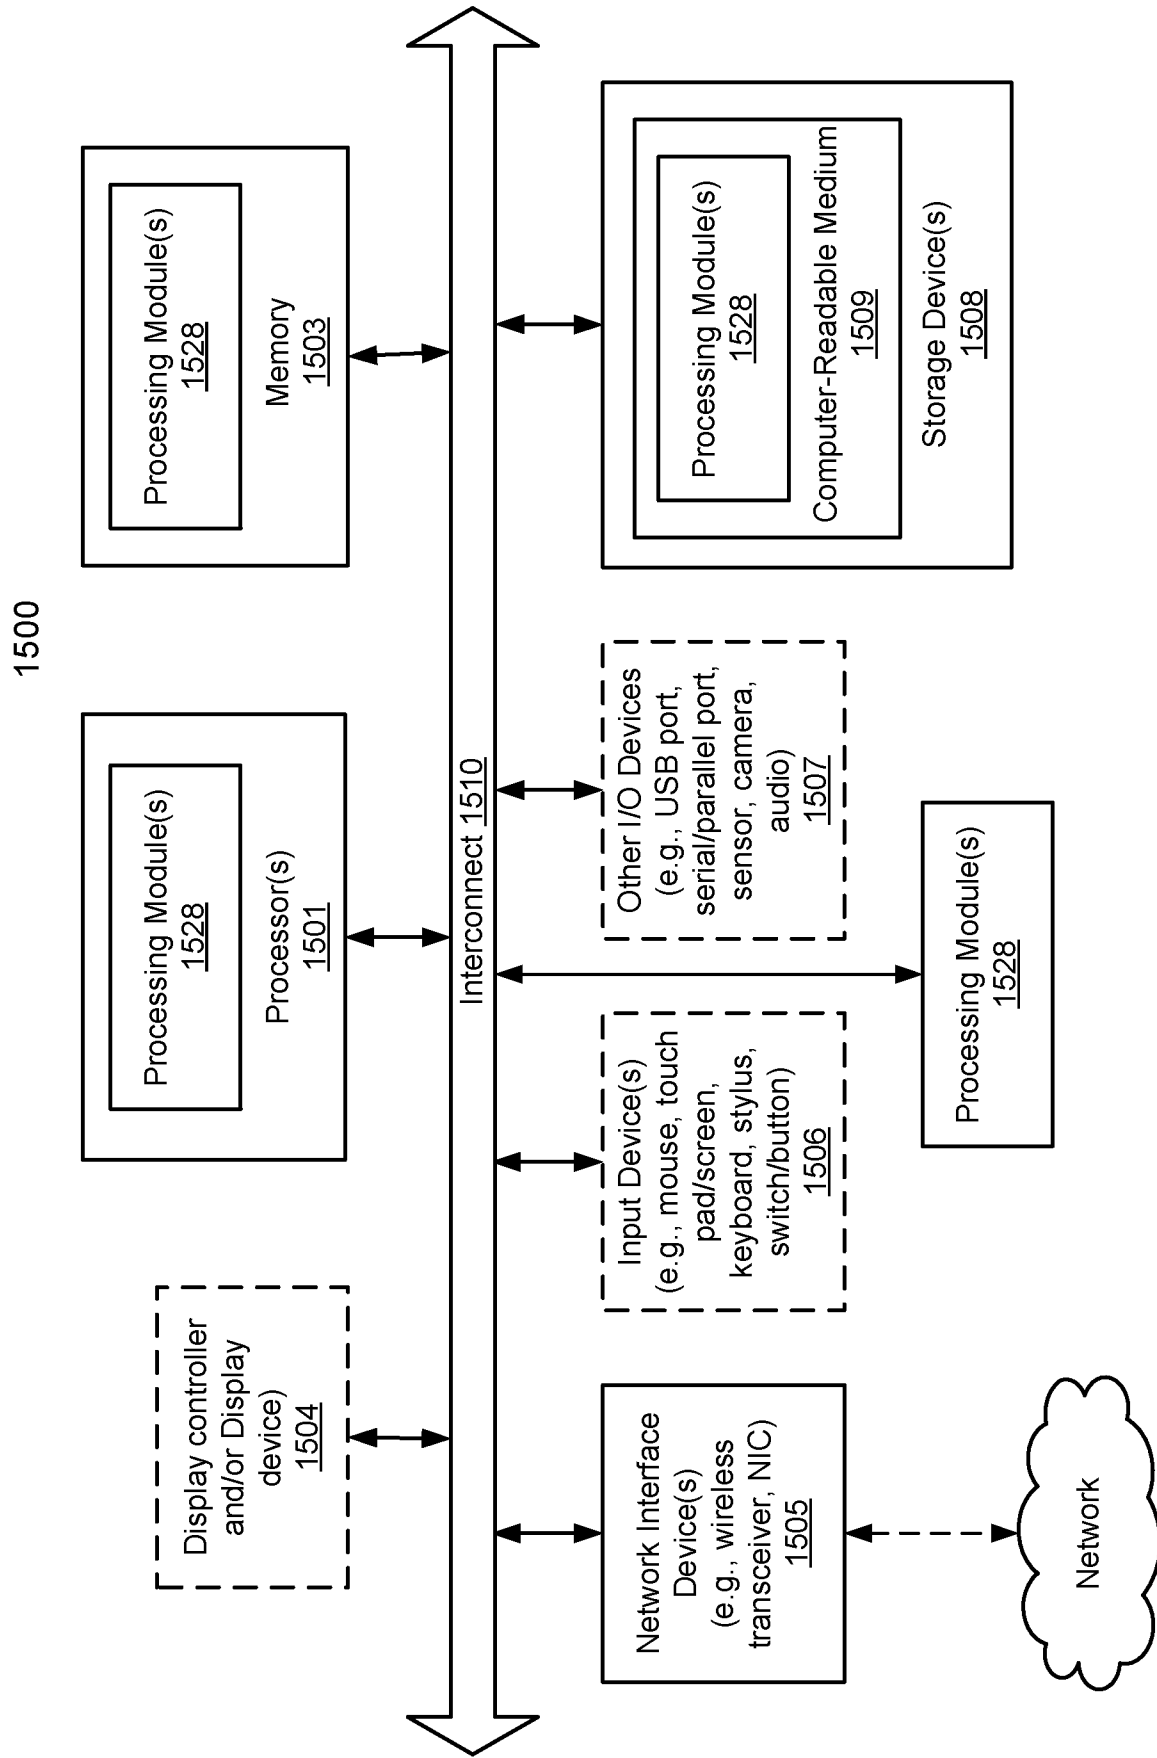 1500
Display controller
and/or Display
device)
1504
Processing Module(s)
1528
Processor(s)
1501
Processing Module(s)
1528
Memory
1503
Interconnect 1510
Network Interface
Device(s)
(e.g., wireless
transceiver, NIC)
1505
Input Device(s)
(e.g., mouse, touch
pad/screen,
keyboard, stylus,
switch/button)
1506
Other I/O Devices
(e.g., USB port,
serial/parallel port,
sensor, camera,
audio)
1507
Processing Module(s)
1528
Computer-Readable Medium
1509
Storage Device(s)
1508
Processing Module(s)
1528
Network